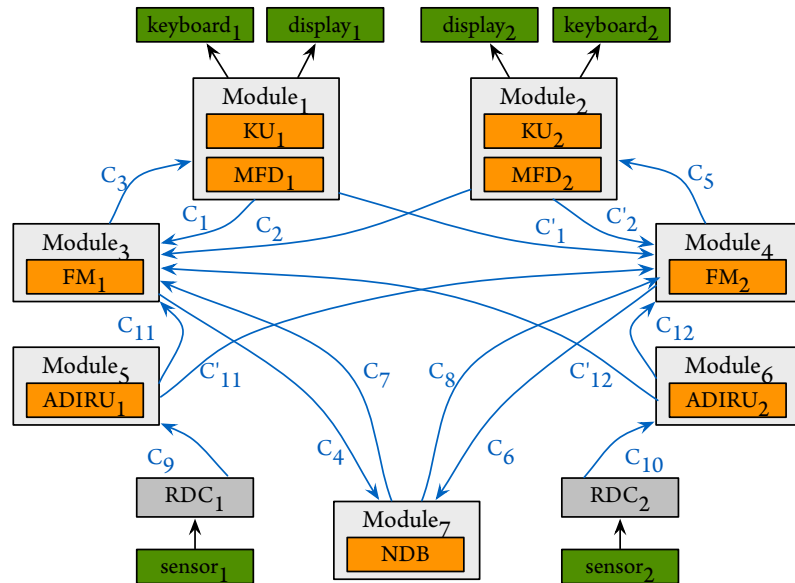 keyboard₁ display₁ display₂ keyboard₂
Module₁ Module₂
KU₁ KU₂
MFD₁ MFD₂
C₃ C₅
C₁ C₂ C'₁ C'₂
Module₃ Module₄
FM₁ FM₂
C₁₁ C₁₂
Module₅ Module₆
C'₁₁ C₇ C₈ C'₁₂
ADIRU₁ ADIRU₂
C₉ C₄ C₆ C₁₀
RDC₁ RDC₂
Module₇
NDB
sensor₁ sensor₂